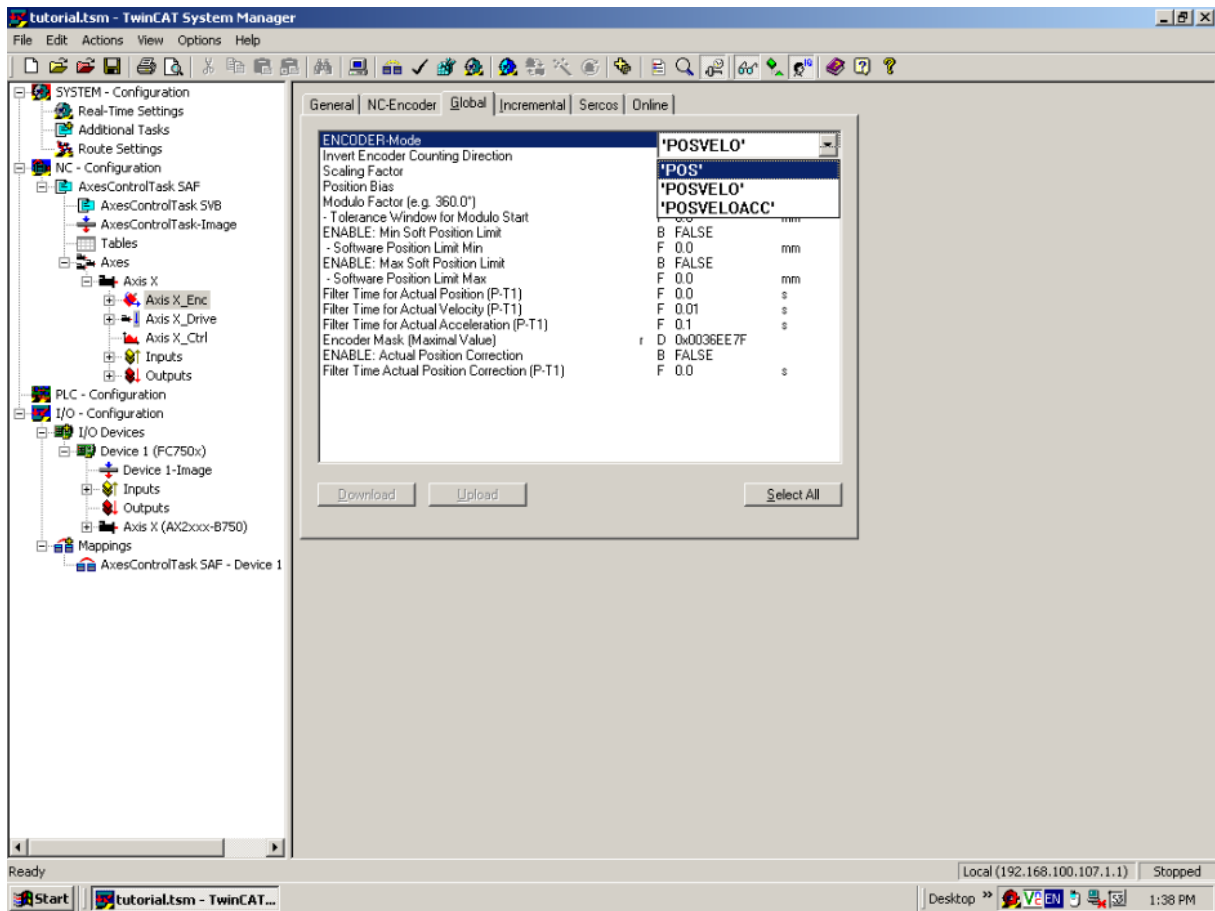 tutorial.tsm - TwinCAT System Manager
File Edit Actions View Options Help
SYSTEM - Configuration
Real-Time Settings
Additional Tasks
Route Settings
NC - Configuration
AxesControlTask SAF
AxesControlTask SVB
AxesControlTask-Image
Tables
Axes
Axis X
Axis X_Enc
Axis X_Drive
Axis X_Ctrl
Inputs
Outputs
PLC - Configuration
I/O - Configuration
I/O Devices
Device 1 (FC750x)
Device 1-Image
Inputs
Outputs
Axis X (AX2xxx-B750)
Mappings
AxesControlTask SAF - Device 1
General NC-Encoder Global Incremental Sercos Online
ENCODER-Mode 'POSVELO'
Invert Encoder Counting Direction
Scaling Factor 'POS'
Position Bias 'POSVELO'
Modulo Factor (e.g. 360.0°) 'POSVELOACC'
- Tolerance Window for Modulo Start F 0.0 mm
ENABLE: Min Soft Position Limit B FALSE
- Software Position Limit Min F 0.0 mm
ENABLE: Max Soft Position Limit B FALSE
- Software Position Limit Max F 0.0 mm
Filter Time for Actual Position (P-T1) F 0.0 s
Filter Time for Actual Velocity (P-T1) F 0.01 s
Filter Time for Actual Acceleration (P-T1) F 0.1 s
Encoder Mask (Maximal Value) r D 0x0036EE7F
ENABLE: Actual Position Correction B FALSE
Filter Time Actual Position Correction (P-T1) F 0.0 s
Download Upload Select All
Ready Local (192.168.100.107.1.1) Stopped
Start tutorial.tsm - TwinCAT... Desktop » EN 1:38 PM